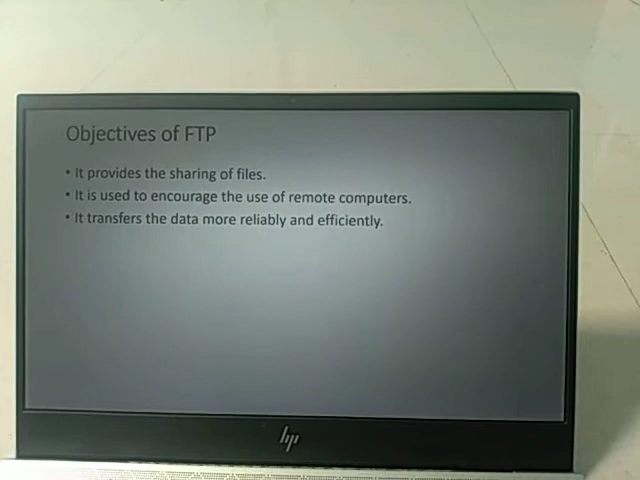 Objectives of FTP
• It provides the sharing of files.
• It is used to encourage the use of remote computers.
• It transfers the data more reliably and efficiently.
hp